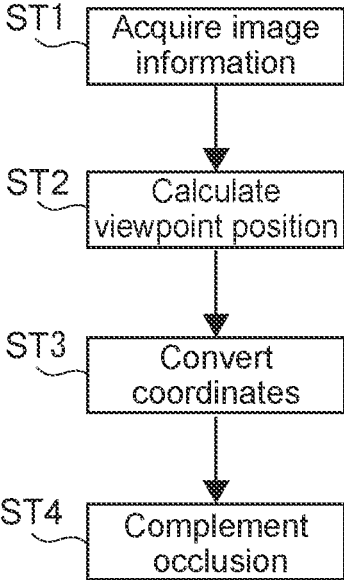 ST1
Acquire image
information
ST2
Calculate
viewpoint position
ST3
Convert
coordinates
ST4
Complement
occlusion